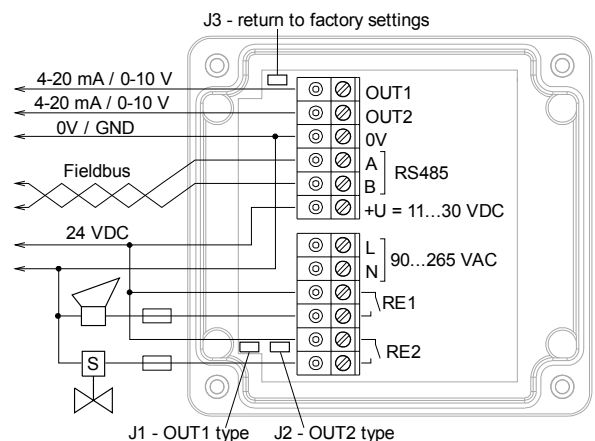 J3 - return to factory settings
4-20 mA / 0-10 V
OUT1
4-20 mA / 0-10 V
OUT2
0V / GND
0V
Fieldbus
A
B
RS485
+U = 11...30 VDC
24 VDC
L
N
90...265 VAC
RE1
RE2
S
J1 - OUT1 type
J2 - OUT2 type